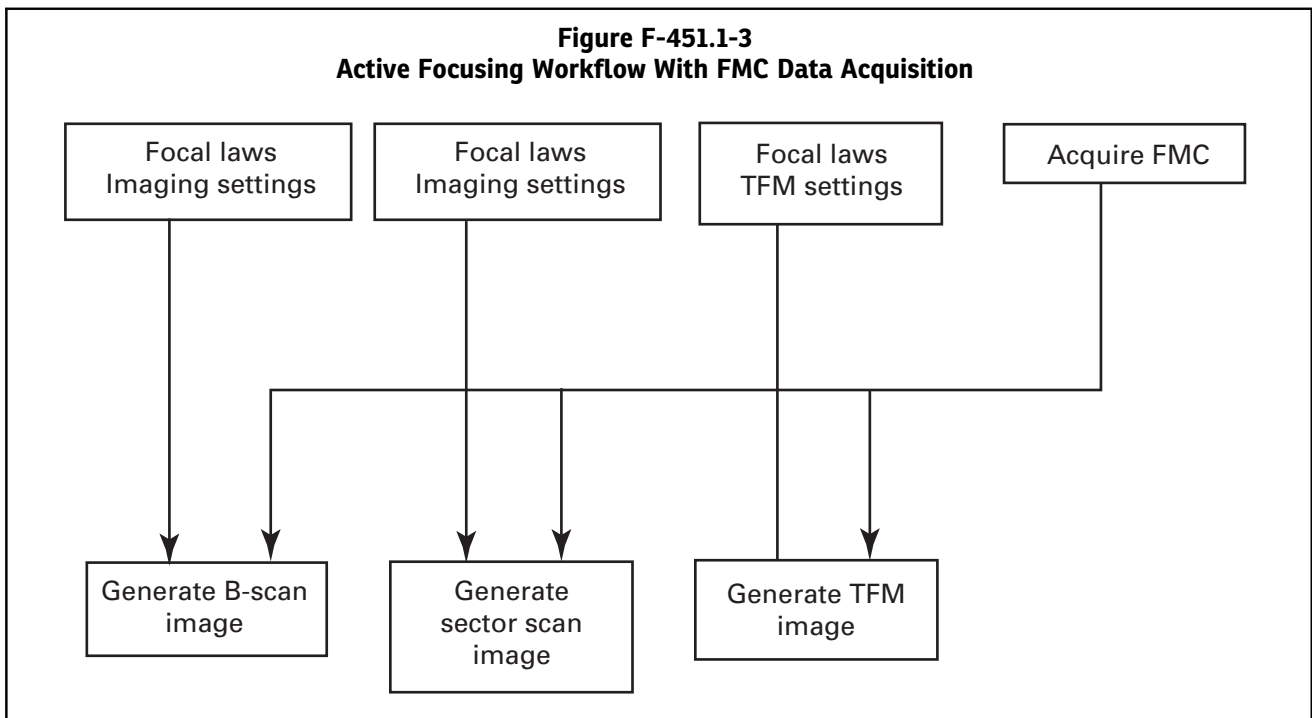 Figure F-451.1-3
Active Focusing Workflow With FMC Data Acquisition
Focal laws
Imaging settings
Focal laws
Imaging settings
Focal laws
TFM settings
Acquire FMC
Generate B-scan
image
Generate
sector scan
image
Generate TFM
image